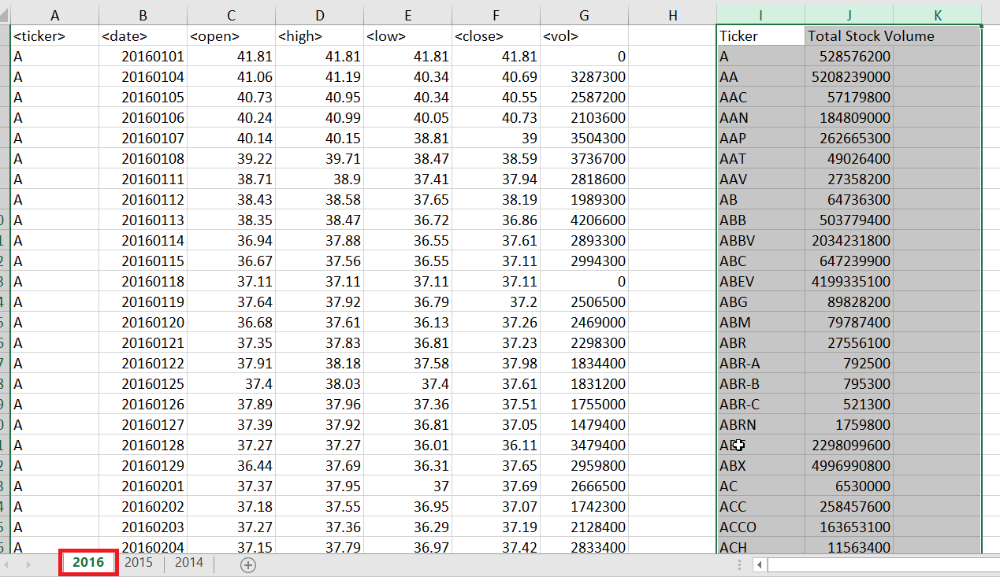 A B C D E F G H I J K
<ticker> <date> <open> <high> <low> <close> <vol> Ticker Total Stock Volume
A 20160101 41.81 41.81 41.81 41.81 0 A 528576200
A 20160104 41.06 41.19 40.34 40.69 3287300 AA 5208239000
A 20160105 40.73 40.95 40.34 40.55 2587200 AAC 57179800
A 20160106 40.24 40.99 40.05 40.73 2103600 AAN 184809000
A 20160107 40.14 40.15 38.81 39 3504300 AAP 262665300
A 20160108 39.22 39.71 38.47 38.59 3736700 AAT 49026400
A 20160111 38.71 38.9 37.41 37.94 2818600 AAV 27358200
A 20160112 38.43 38.58 37.65 38.19 1989300 AB 64736300
A 20160113 38.35 38.47 36.72 36.86 4206600 ABB 503779400
A 20160114 36.94 37.88 36.55 37.61 2893300 ABBV 2034231800
A 20160115 36.67 37.56 36.55 37.11 2994300 ABC 647239900
A 20160118 37.11 37.11 37.11 37.11 0 ABEV 4199335100
A 20160119 37.64 37.92 36.79 37.2 2506500 ABG 89828200
A 20160120 36.68 37.61 36.13 37.26 2469000 ABM 79787400
A 20160121 37.35 37.83 36.81 37.23 2298300 ABR 27556100
A 20160122 37.91 38.18 37.58 37.98 1834400 ABR-A 792500
A 20160125 37.4 38.03 37.4 37.61 1831200 ABR-B 795300
A 20160126 37.89 37.96 37.36 37.51 1755000 ABR-C 521300
A 20160127 37.39 37.92 36.81 37.05 1479400 ABRN 1759800
A 20160128 37.27 37.27 36.01 36.11 3479400 2298099600
A 20160129 36.44 37.69 36.31 37.65 2959800 ABX 4996990800
A 20160201 37.37 37.95 37 37.69 2666500 AC 6530000
A 20160202 37.18 37.55 36.95 37.07 1742300 ACC 258457600
A 20160203 37.27 37.36 36.29 37.19 2128400 ACCO 163653100
A 20160204 37.15 37.79 36.97 37.42 2833400 ACH 11563400
2016 2015 2014